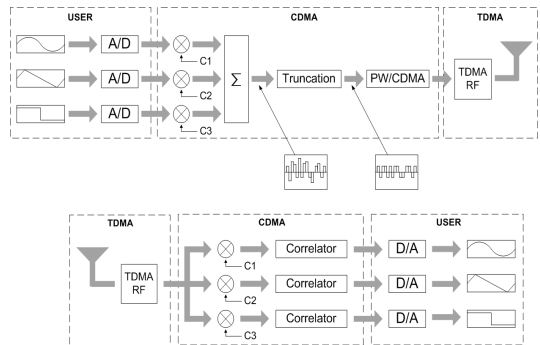 USER
CDMA
TDMA
A/D
C1
A/D
C2
Σ
Truncation
PW/CDMA
TDMA
RF
A/D
C3
TDMA
CDMA
USER
TDMA
RF
C1
Correlator
D/A
C2
Correlator
D/A
C3
Correlator
D/A